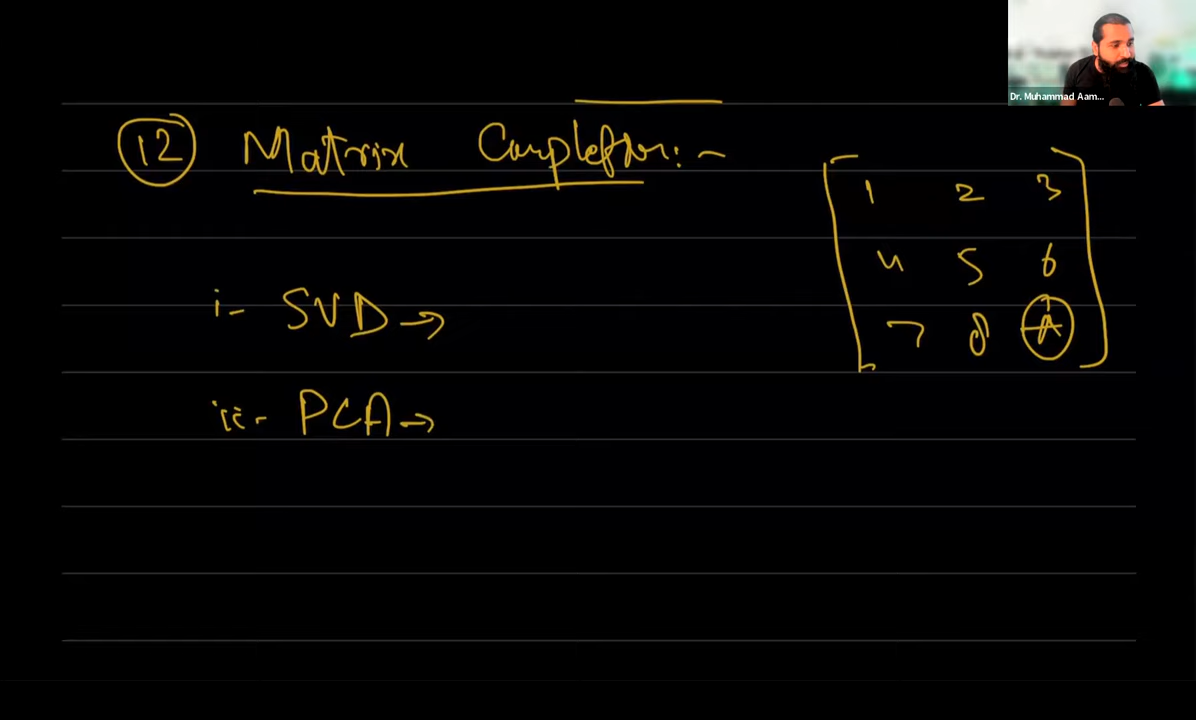 Dr. Muhammad Aam...
12 Matrix Completion:-
1 2 3
4 5 6
7 8
i- SVD →
ii- PCA →